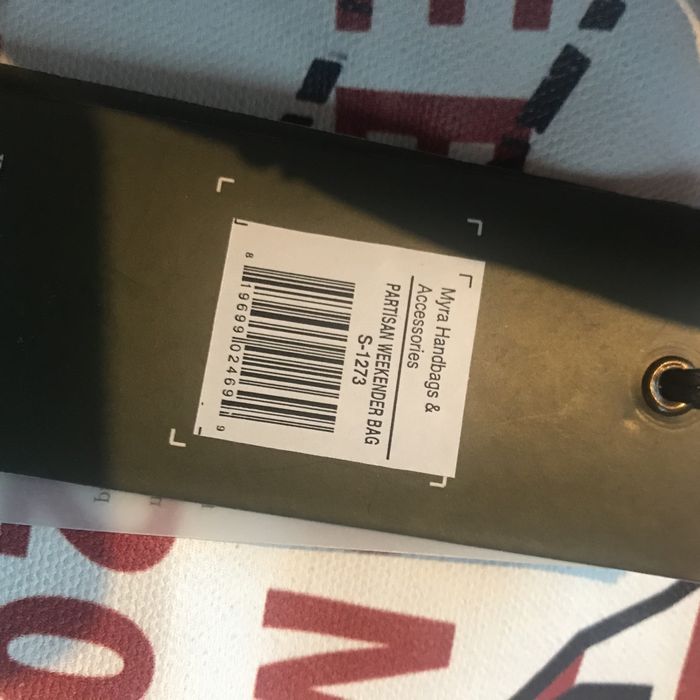 Myra Handbags &
Accessories
PARTISAN WEEKENDER BAG
S-1273
8 19699 02469 9